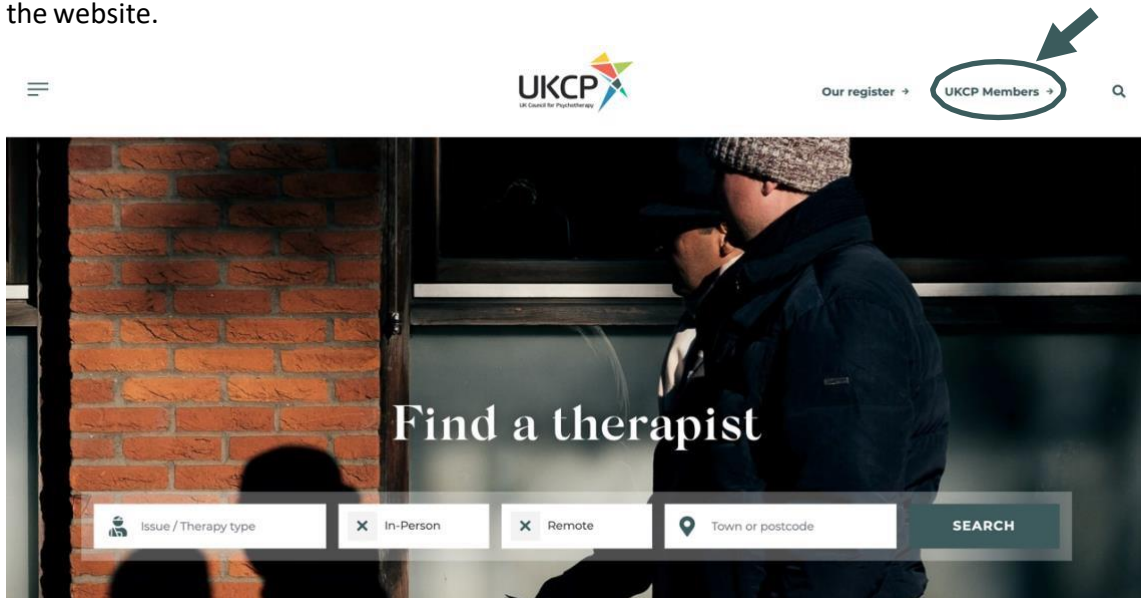 the website.
UKCP
UK Council for Psychotherapy
Our register → UKCP Members →
Find a therapist
Issue / Therapy type
In-Person
Remote
Town or postcode
SEARCH